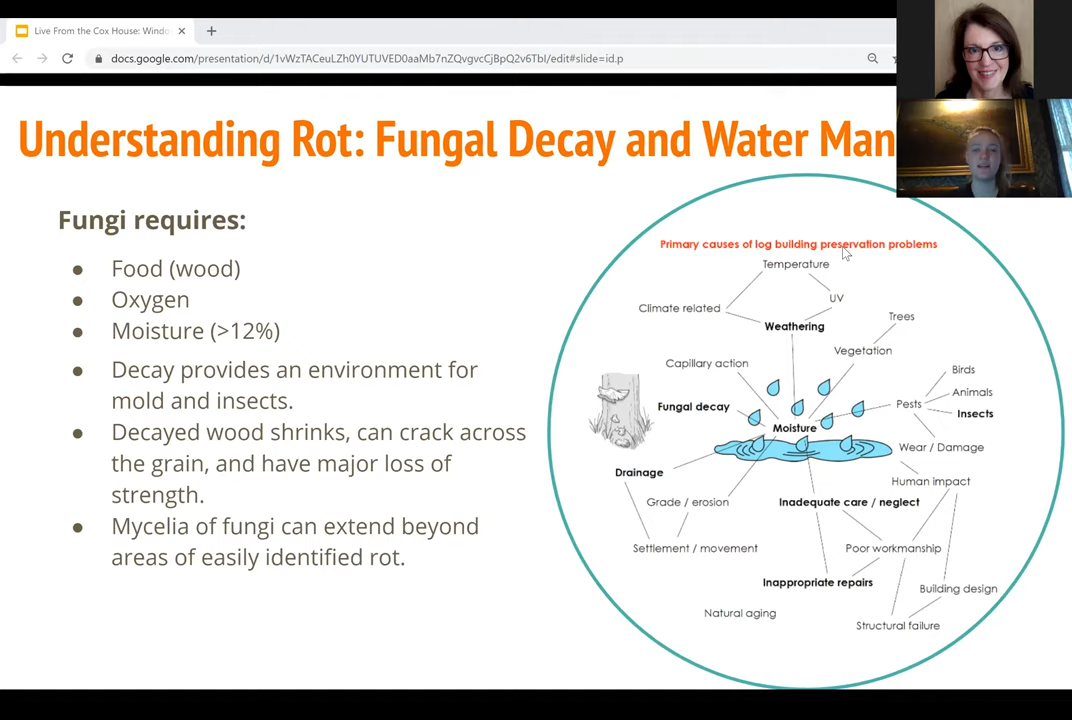 Live From the Cox House: Windo
docs.google.com/presentation/d/1vWzTACeuLZh0YUTUVED0aaMb7nZQvgvcCjBpQ2v6TbI/edit#slide=id.p
Understanding Rot: Fungal Decay and Water Man
Fungi requires:
● Food (wood)
● Oxygen
● Moisture (>12%)
● Decay provides an environment for
mold and insects.
● Decayed wood shrinks, can crack across
the grain, and have major loss of
strength.
● Mycelia of fungi can extend beyond
areas of easily identified rot.
Primary causes of log building preservation problems
Temperature
UV
Climate related
Weathering
Trees
Vegetation
Capillary action
Birds
Animals
Pests
Insects
Fungal decay
Moisture
Wear / Damage
Drainage
Human impact
Grade / erosion
Inadequate care / neglect
Settlement / movement
Poor workmanship
Inappropriate repairs
Building design
Natural aging
Structural failure